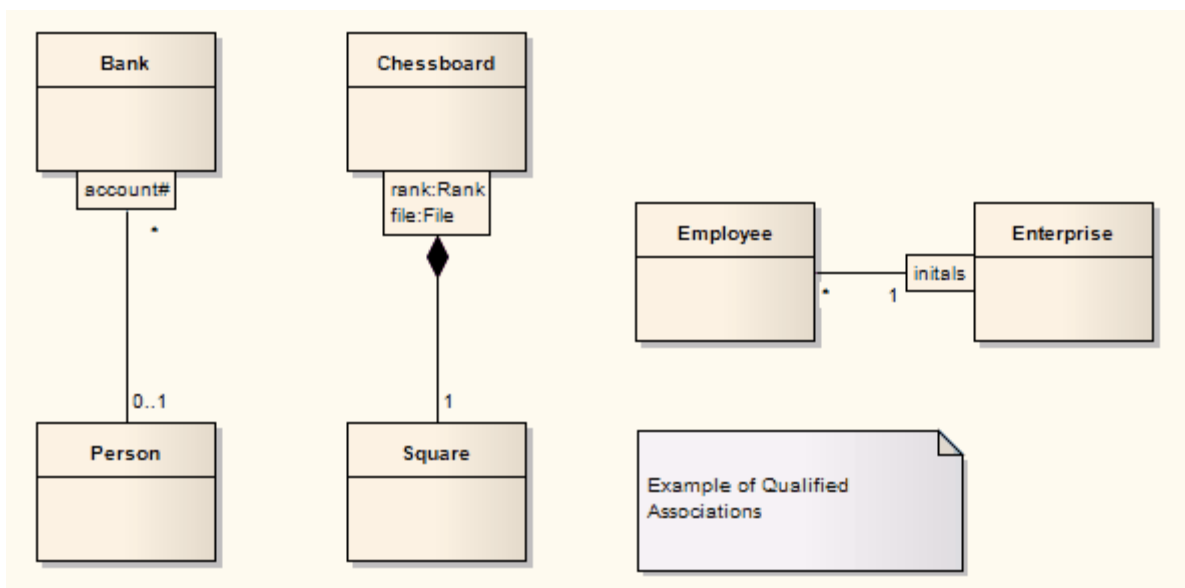 Bank
account#
*
0..1
Person
Chessboard
rank:Rank
file:File
1
Square
Employee
*
1
initals
Enterprise
Example of Qualified
Associations